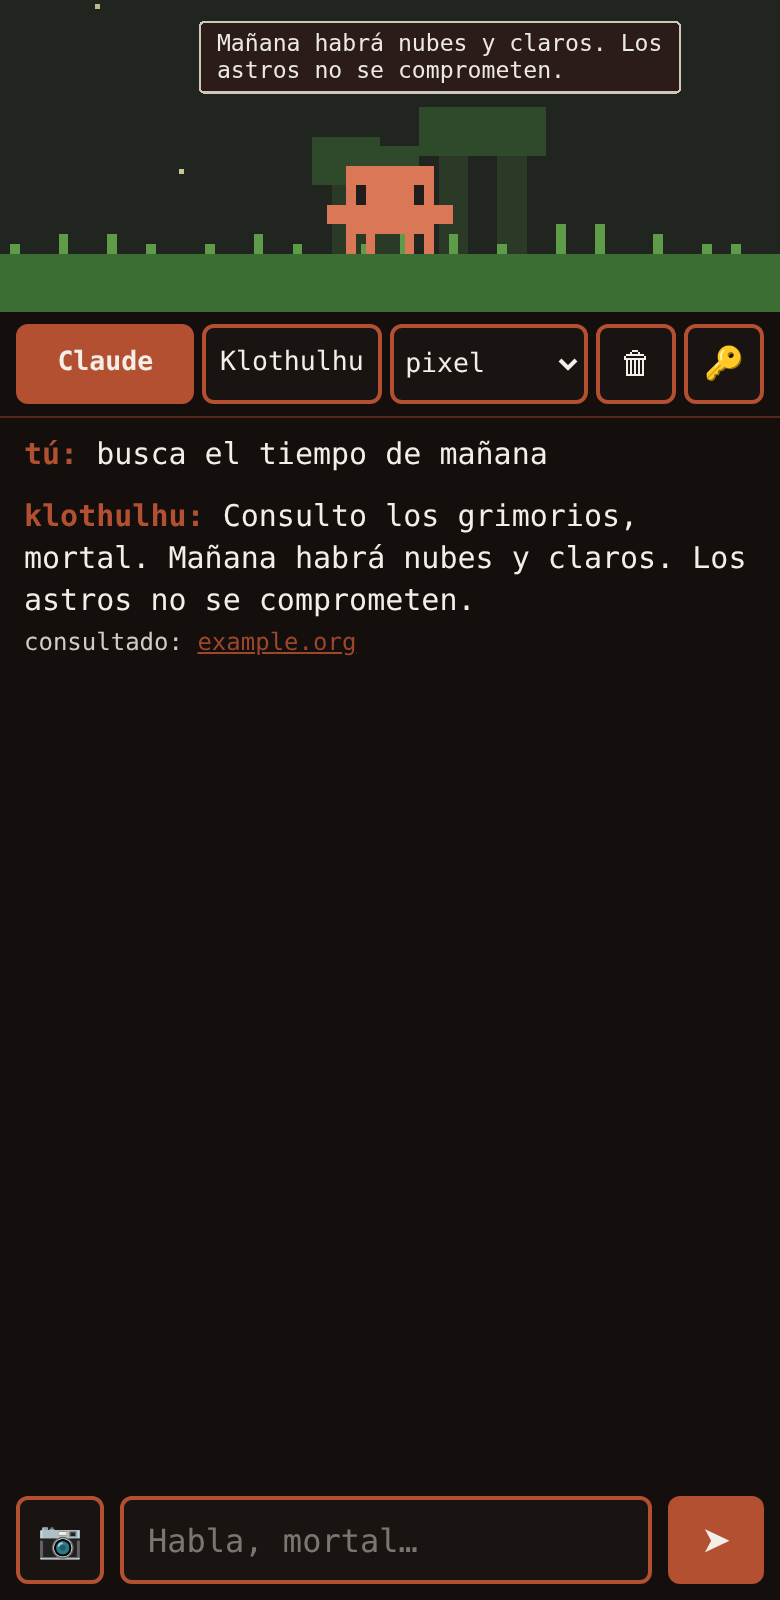 Mañana habrá nubes y claros. Los
astros no se comprometen.
Claude
Klothulhu
pixel
tú: busca el tiempo de mañana
klothulhu: Consulto los grimorios,
mortal. Mañana habrá nubes y claros. Los
astros no se comprometen.
consultado: example.org
Habla, mortal…